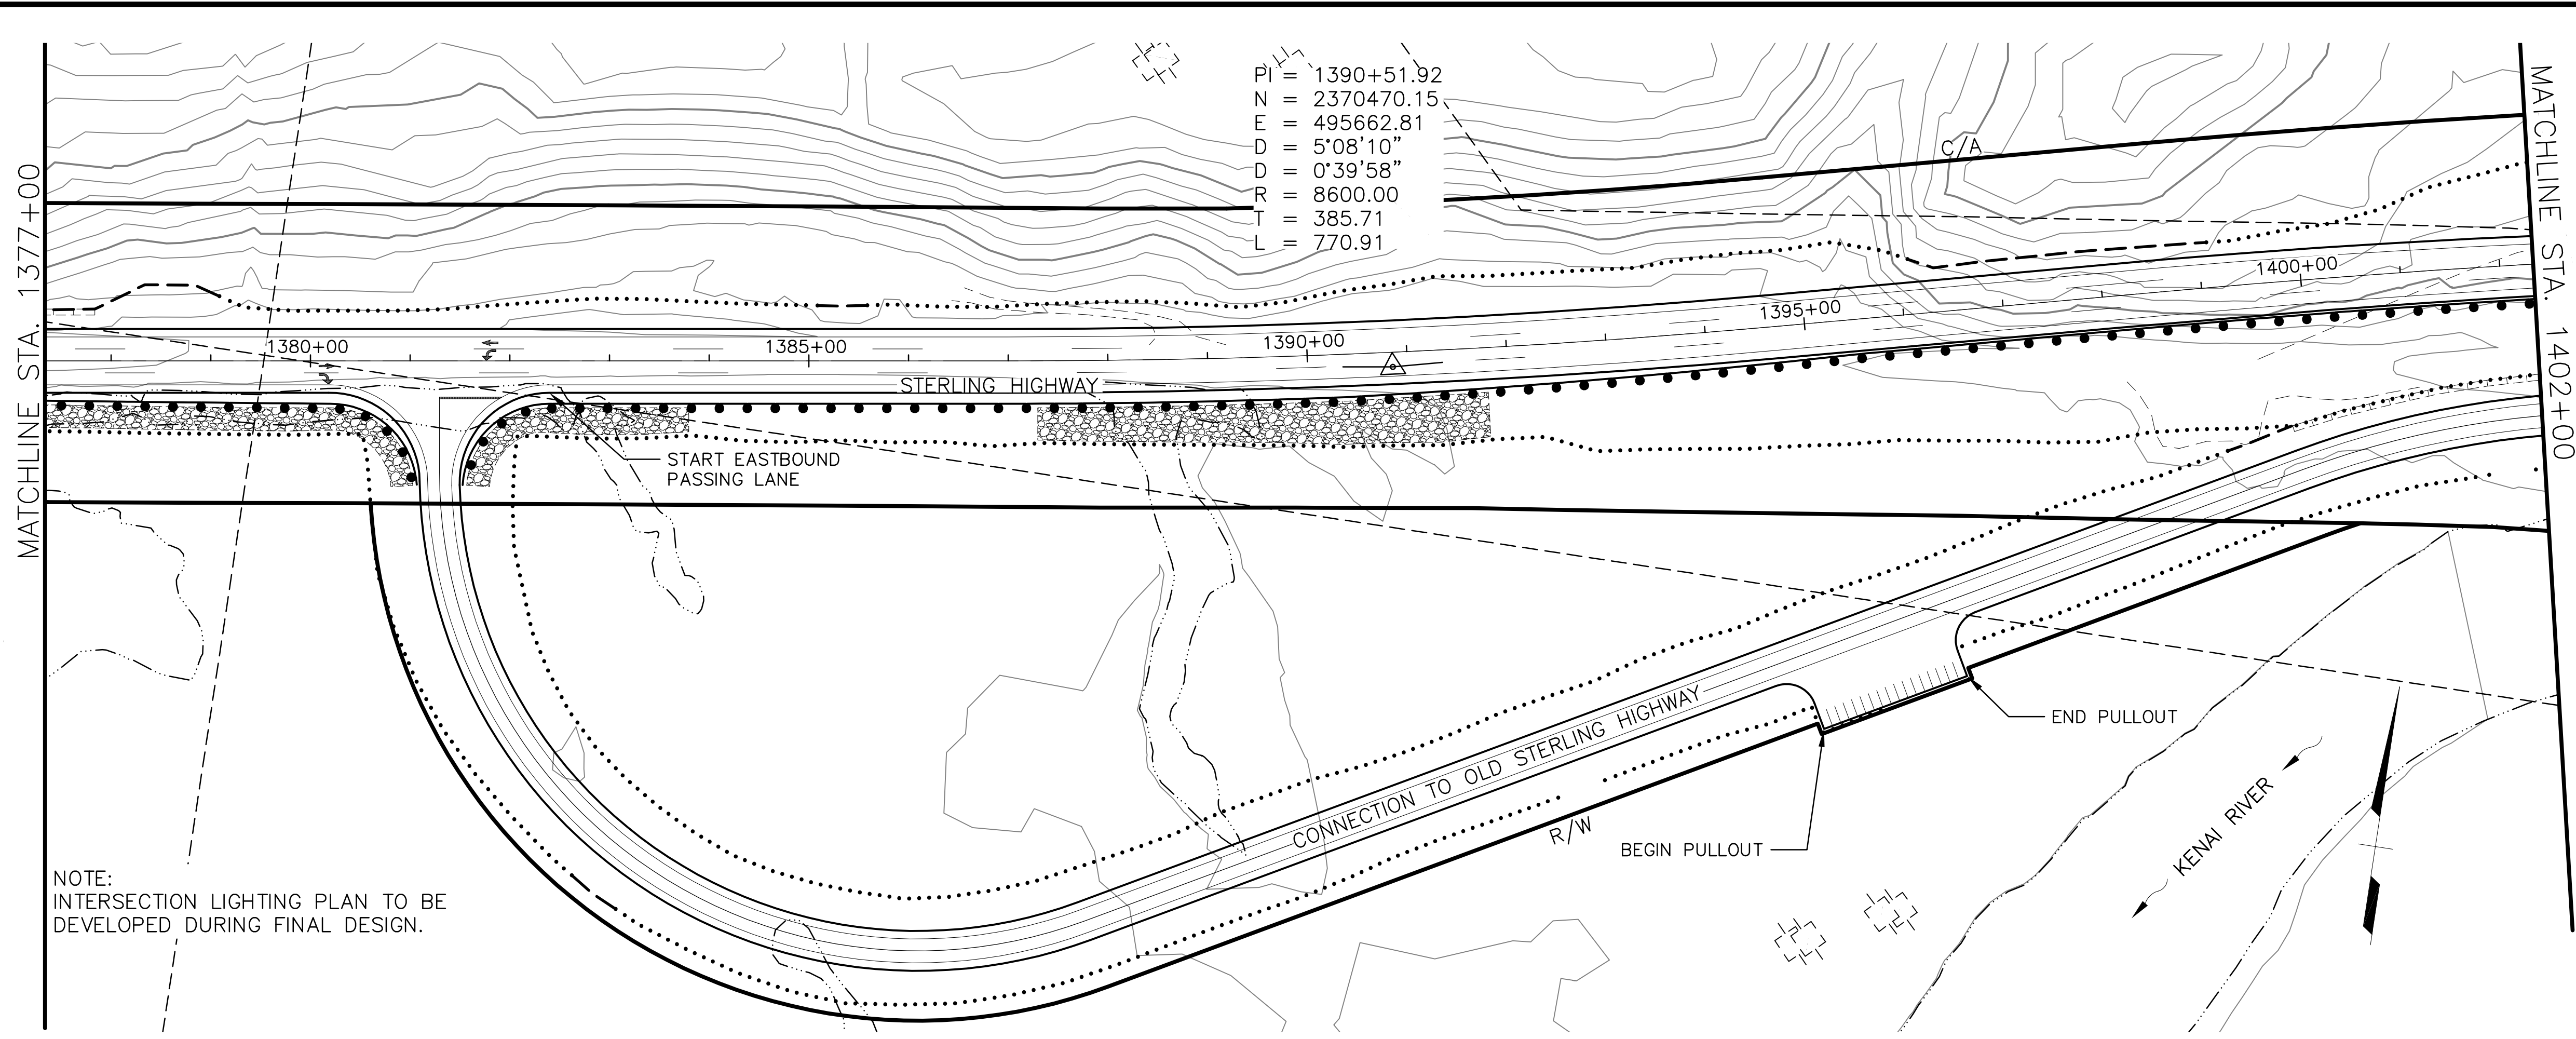 PI = 1390+51.92
N = 2370470.15
E = 495662.81
D = 5°08'10"
D = 0°39'58"
R = 8600.00
T = 385.71
L = 770.91
C/A
MATCHLINE STA. 1377+00
MATCHLINE STA. 1402+00
1380+00
1385+00
1390+00
1395+00
1400+00
STERLING HIGHWAY
START EASTBOUND
PASSING LANE
CONNECTION TO OLD STERLING HIGHWAY
END PULLOUT
BEGIN PULLOUT
R/W
KENAI RIVER
NOTE:
INTERSECTION LIGHTING PLAN TO BE
DEVELOPED DURING FINAL DESIGN.